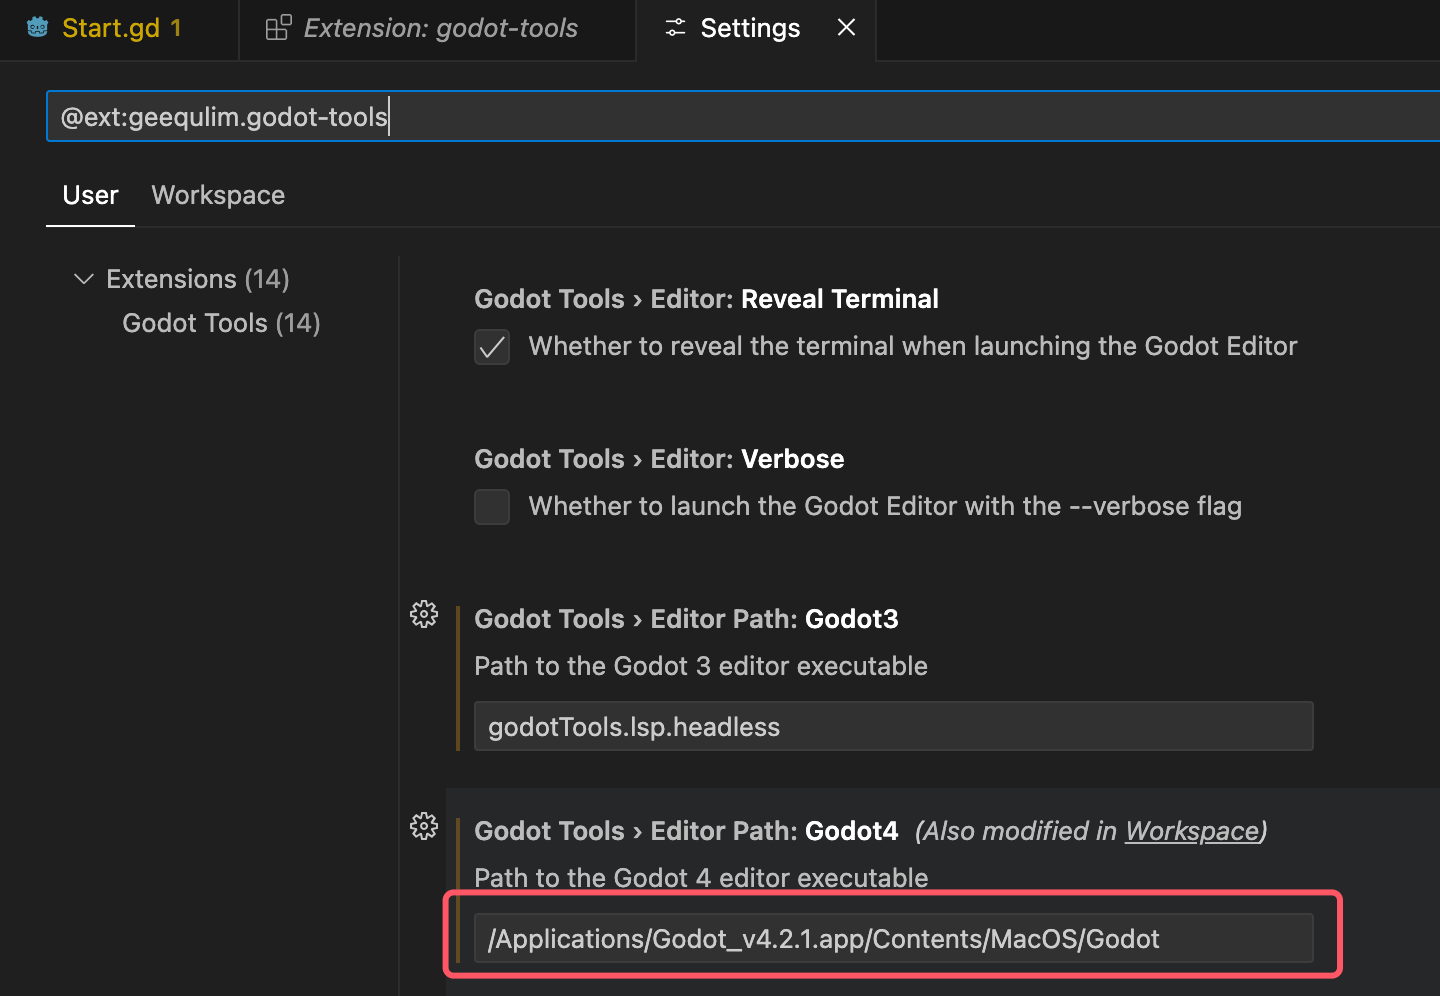 Start.gd 1 Extension: godot-tools Settings
@ext:geequlim.godot-tools
User Workspace
Extensions (14)
Godot Tools (14)
Godot Tools › Editor: Reveal Terminal
Whether to reveal the terminal when launching the Godot Editor
Godot Tools › Editor: Verbose
Whether to launch the Godot Editor with the --verbose flag
Godot Tools › Editor Path: Godot3
Path to the Godot 3 editor executable
godotTools.lsp.headless
Godot Tools › Editor Path: Godot4 (Also modified in Workspace)
Path to the Godot 4 editor executable
/Applications/Godot_v4.2.1.app/Contents/MacOS/Godot